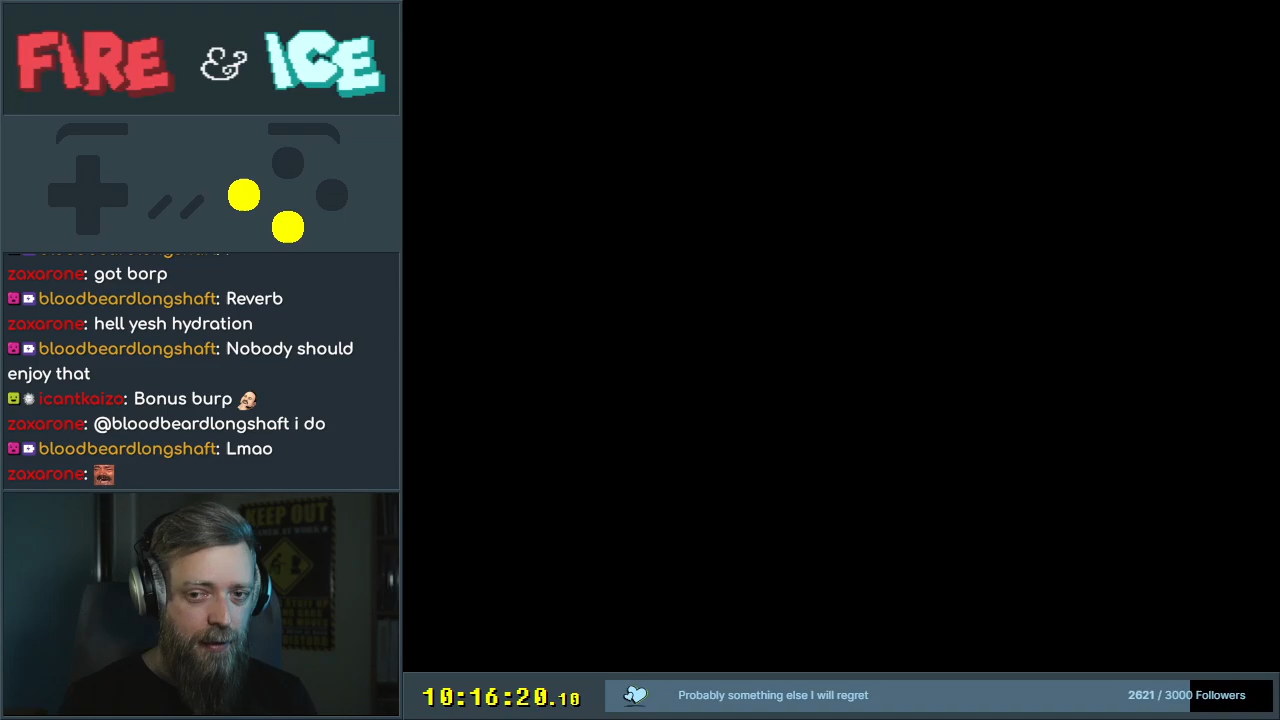 FIRE & ICE
zaxarone: got borp
bloodbeardlongshaft: Reverb
zaxarone: hell yesh hydration
bloodbeardlongshaft: Nobody should
enjoy that
icantkaizo: Bonus burp
zaxarone: @bloodbeardlongshaft i do
bloodbeardlongshaft: Lmao
zaxarone:
KEEP OUT
10:16:20.10
Probably something else I will regret
2621 / 3000 Followers